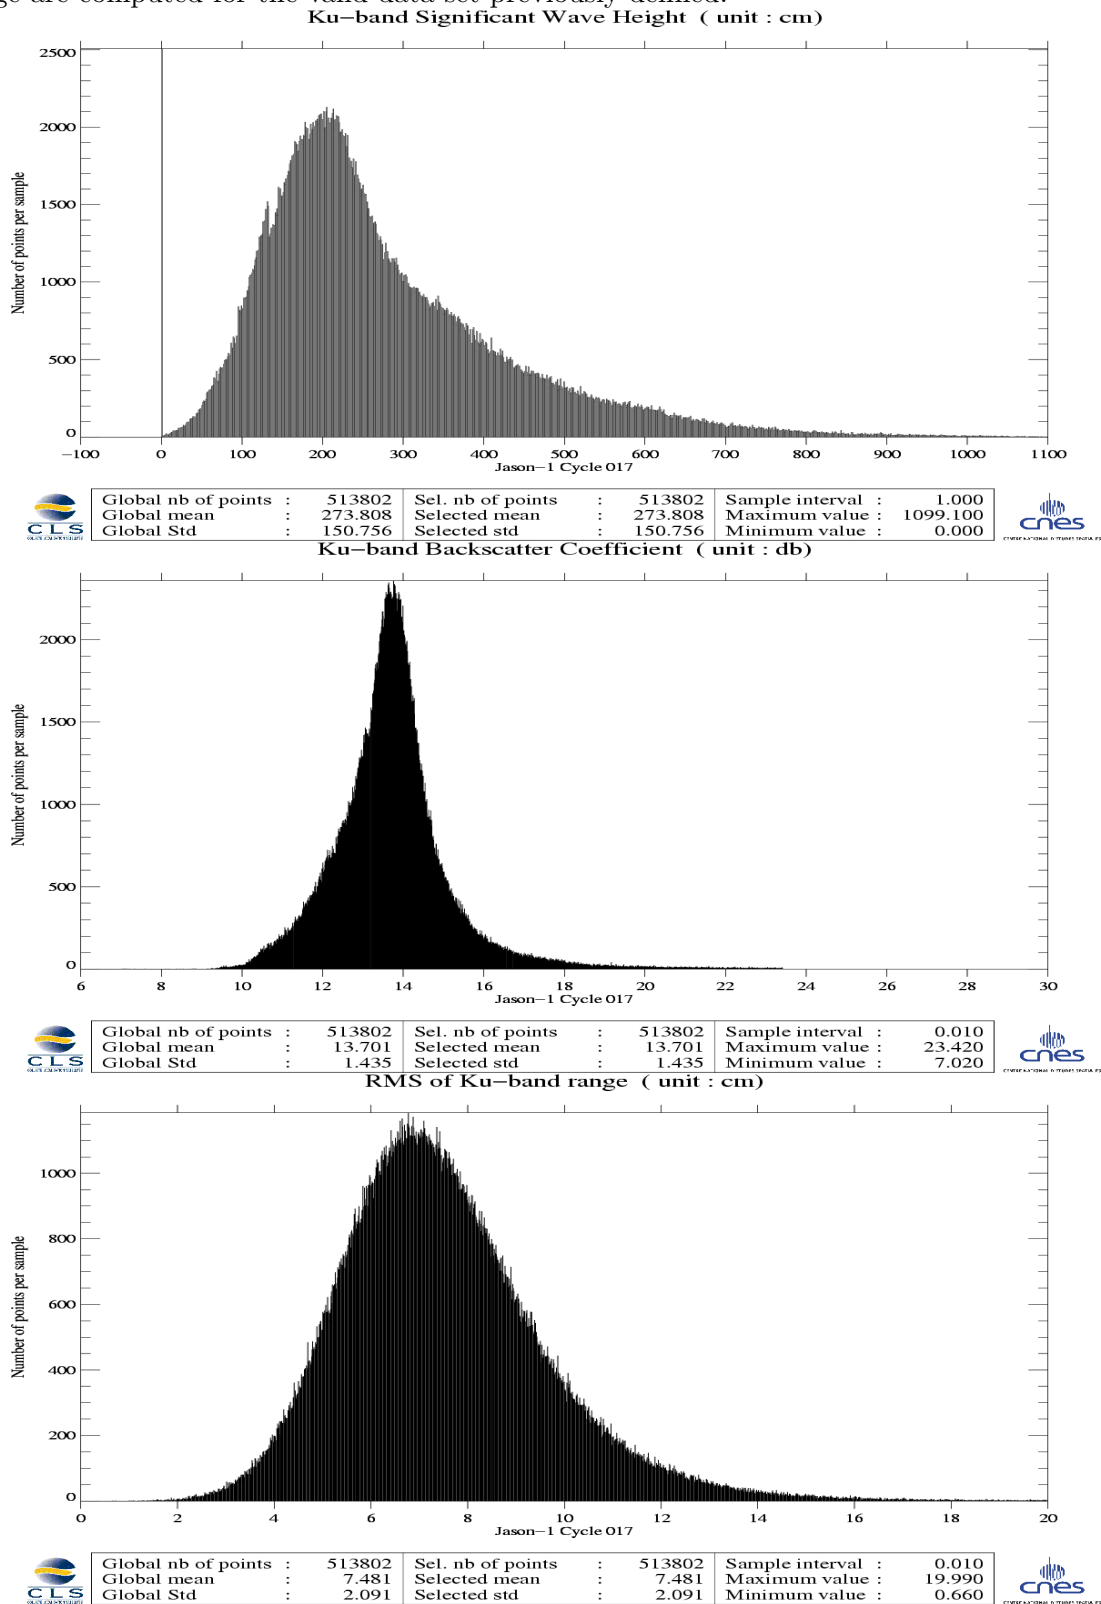 ge are computed for the valid data set previously defined.
Ku-band Significant Wave Height ( unit : cm)
Number of points per sample
2500
2000
1500
1000
500
0
-100 0 100 200 300 400 500 600 700 800 900 1000 1100
Jason-1 Cycle 017
CLS
Global nb of points : 513802 Sel. nb of points : 513802 Sample interval : 1.000
Global mean : 273.808 Selected mean : 273.808 Maximum value : 1099.100
Global Std : 150.756 Selected std : 150.756 Minimum value : 0.000
cnes
Ku-band Backscatter Coefficient ( unit : db)
Number of points per sample
2000
1500
1000
500
0
6 8 10 12 14 16 18 20 22 24 26 28 30
Jason-1 Cycle 017
CLS
Global nb of points : 513802 Sel. nb of points : 513802 Sample interval : 0.010
Global mean : 13.701 Selected mean : 13.701 Maximum value : 23.420
Global Std : 1.435 Selected std : 1.435 Minimum value : 7.020
cnes
RMS of Ku-band range ( unit : cm)
Number of points per sample
1000
800
600
400
200
0
0 2 4 6 8 10 12 14 16 18 20
Jason-1 Cycle 017
CLS
Global nb of points : 513802 Sel. nb of points : 513802 Sample interval : 0.010
Global mean : 7.481 Selected mean : 7.481 Maximum value : 19.990
Global Std : 2.091 Selected std : 2.091 Minimum value : 0.660
cnes